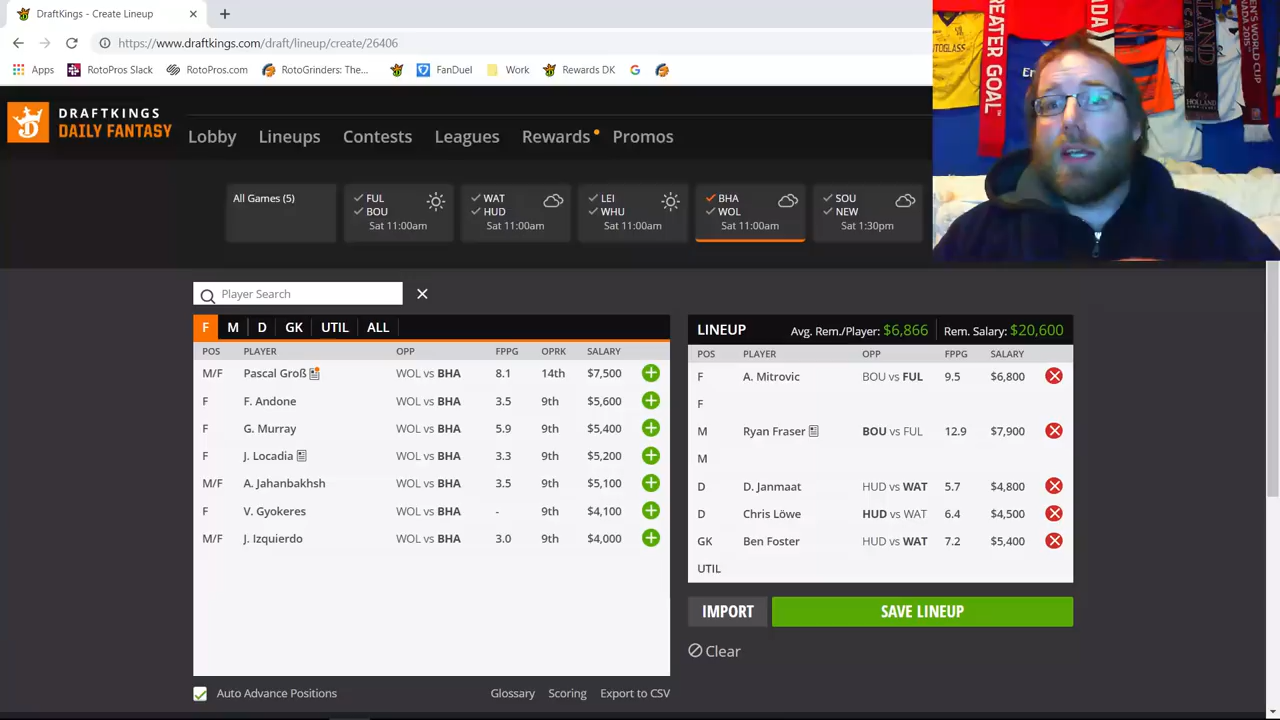 DraftKings - Create Lineup
https://www.draftkings.com/draft/lineup/create/26406
Apps RotoPros Slack RotoPros.com RotoGrinders: The... FanDuel Work Rewards DK
DRAFTKINGS
DAILY FANTASY
Lobby Lineups Contests Leagues Rewards Promos
All Games (5)
FUL
BOU
Sat 11:00am
WAT
HUD
Sat 11:00am
LEI
WHU
Sat 11:00am
BHA
WOL
Sat 11:00am
SOU
NEW
Sat 1:30pm
Player Search
F M D GK UTIL ALL
POS PLAYER OPP FPPG OPRK SALARY
M/F Pascal Groß WOL vs BHA 8.1 14th $7,500
F F. Andone WOL vs BHA 3.5 9th $5,600
F G. Murray WOL vs BHA 5.9 9th $5,400
F J. Locadia WOL vs BHA 3.3 9th $5,200
M/F A. Jahanbakhsh WOL vs BHA 3.5 9th $5,100
F V. Gyokeres WOL vs BHA - 9th $4,100
M/F J. Izquierdo WOL vs BHA 3.0 9th $4,000
Auto Advance Positions Glossary Scoring Export to CSV
LINEUP Avg. Rem./Player: $6,866 Rem. Salary: $20,600
POS PLAYER OPP FPPG SALARY
F A. Mitrovic BOU vs FUL 9.5 $6,800
F
M Ryan Fraser BOU vs FUL 12.9 $7,900
M
D D. Janmaat HUD vs WAT 5.7 $4,800
D Chris Löwe HUD vs WAT 6.4 $4,500
GK Ben Foster HUD vs WAT 7.2 $5,400
UTIL
IMPORT SAVE LINEUP
Clear
GREATER GOAL
HOLLAND